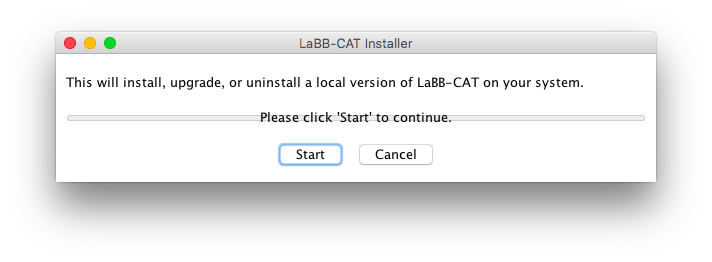 LaBB-CAT Installer
This will install, upgrade, or uninstall a local version of LaBB-CAT on your system.
Please click 'Start' to continue.
Start Cancel